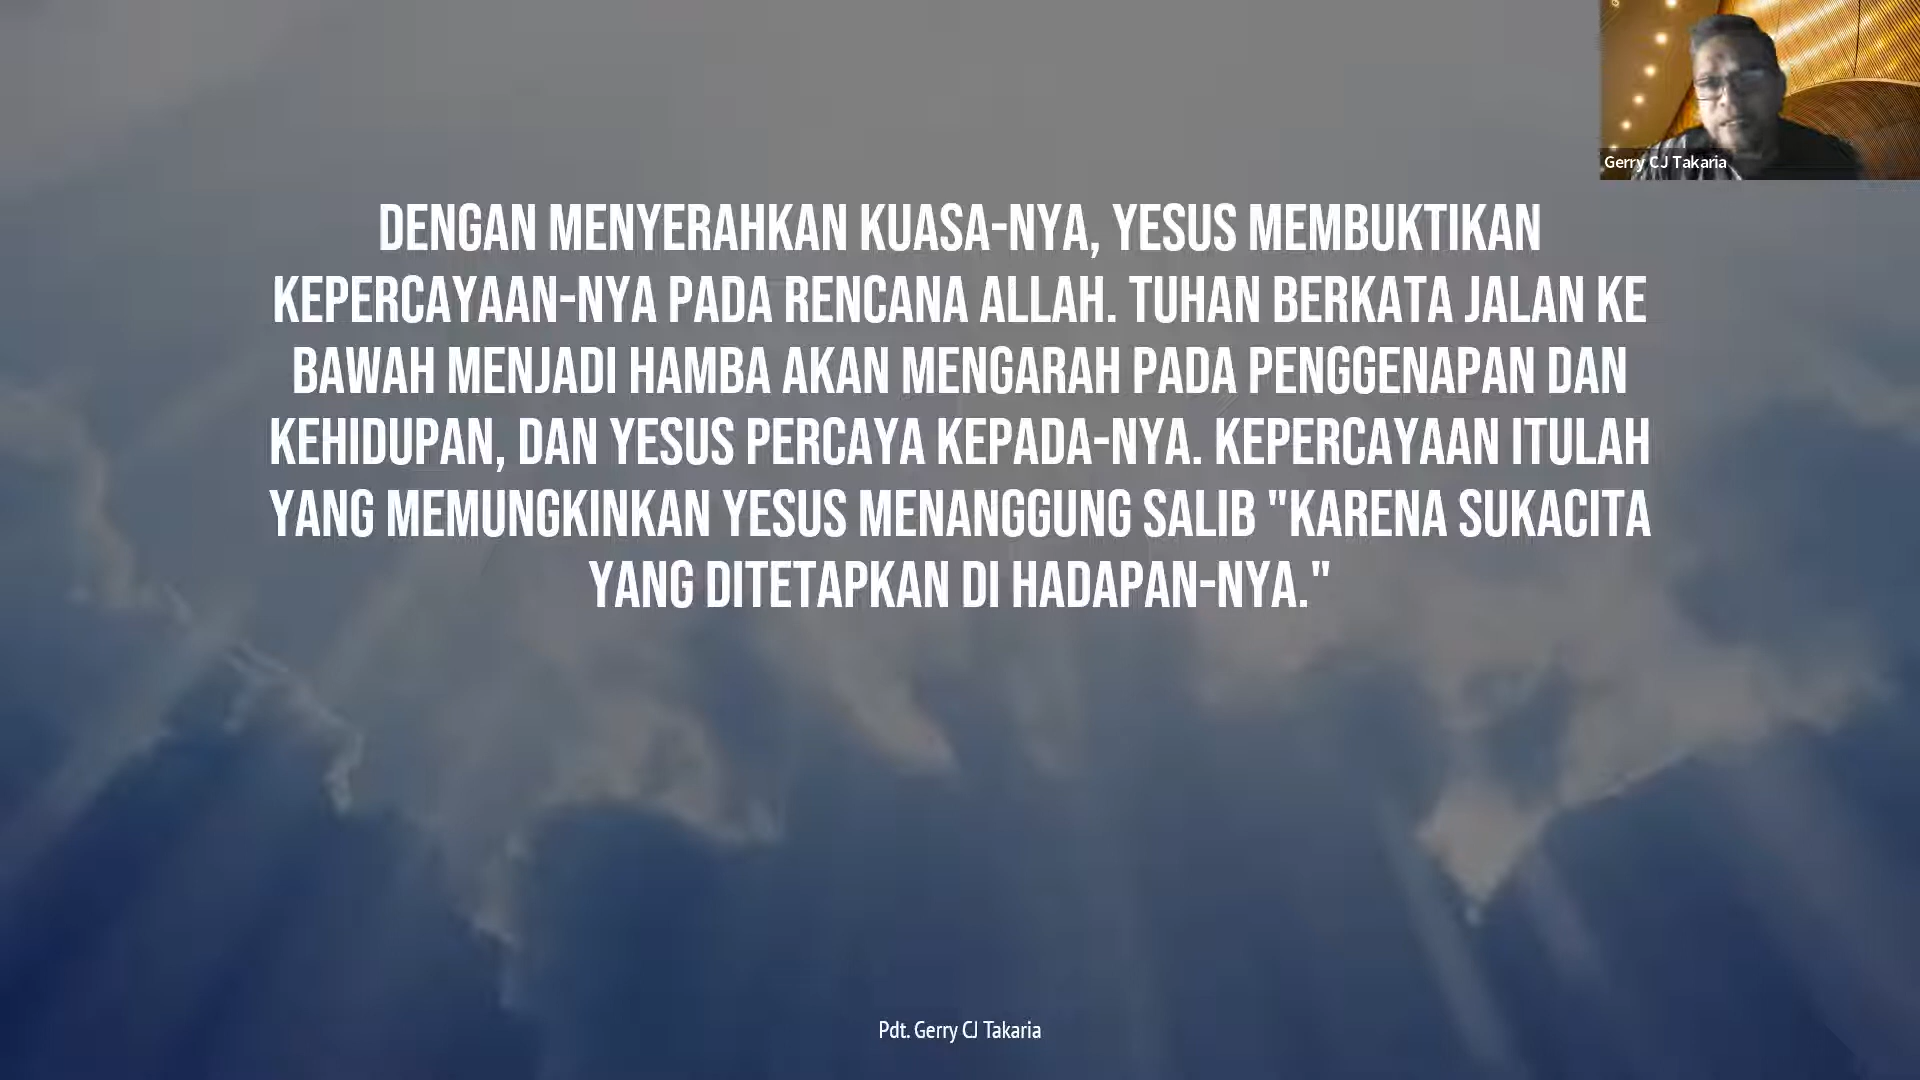 Gerry CJ Takaria
DENGAN MENYERAHKAN KUASA-NYA, YESUS MEMBUKTIKAN
KEPERCAYAAN-NYA PADA RENCANA ALLAH. TUHAN BERKATA JALAN KE
BAWAH MENJADI HAMBA AKAN MENGARAH PADA PENGGENAPAN DAN
KEHIDUPAN, DAN YESUS PERCAYA KEPADA-NYA. KEPERCAYAAN ITULAH
YANG MEMUNGKINKAN YESUS MENANGGUNG SALIB "KARENA SUKACITA
YANG DITETAPKAN DI HADAPAN-NYA."
Pdt. Gerry CJ Takaria